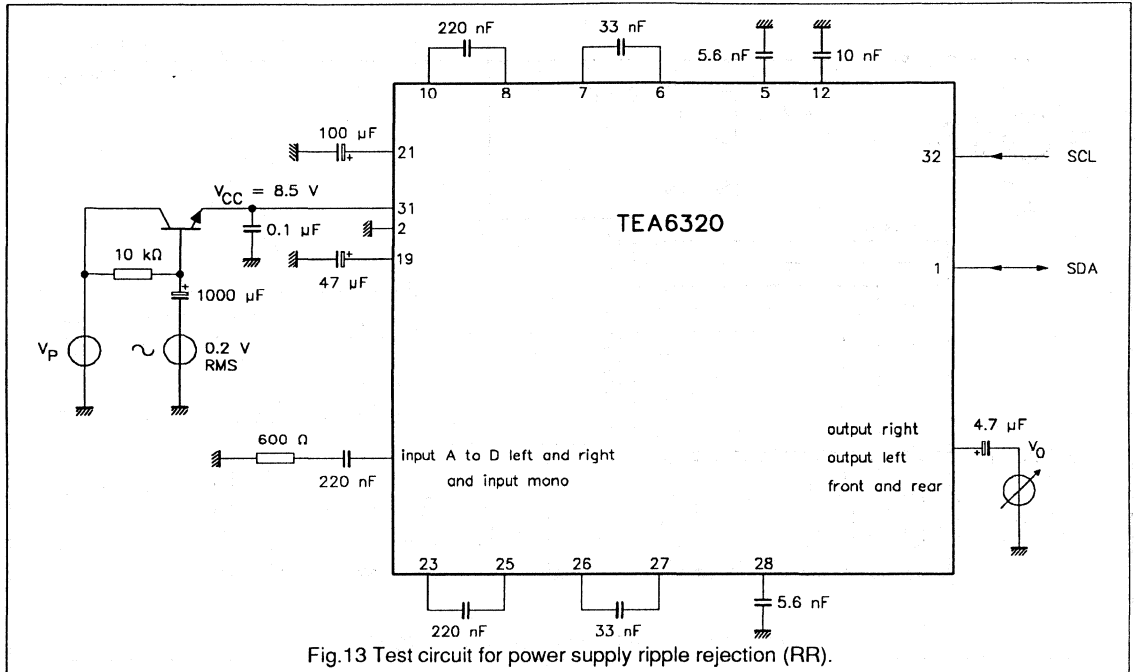 220 nF
33 nF
5.6 nF
10 nF
10
8
7
6
5
12
100 µF
+
21
32
SCL
V_CC = 8.5 V
31
TEA6320
0.1 µF
2
10 kΩ
+
19
1
SDA
+
47 µF
1000 µF
V_P
0.2 V
RMS
600 Ω
output right
4.7 µF
input A to D left and right
output left
+
V_O
220 nF
and input mono
front and rear
23
25
26
27
28
5.6 nF
220 nF
33 nF
Fig.13 Test circuit for power supply ripple rejection (RR).